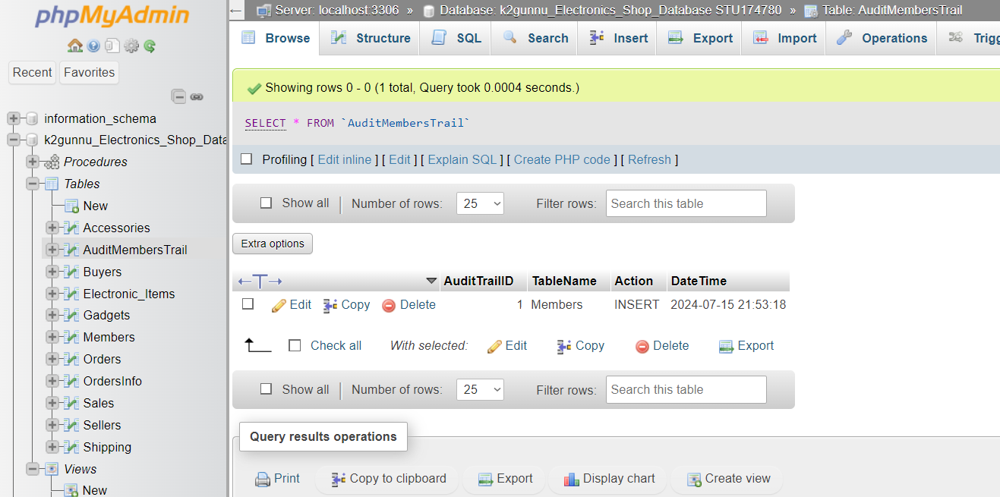 phpMyAdmin
Recent
Favorites
information_schema
k2gunnu_Electronics_Shop_Data
Procedures
Tables
New
Accessories
AuditMembersTrail
Buyers
Electronic_Items
Gadgets
Members
Orders
OrdersInfo
Sales
Sellers
Shipping
Views
New
← Server: localhost:3306 » Database: k2gunnu_Electronics_Shop_Database STU174780 » Table: AuditMembersTrail
Browse Structure SQL Search Insert Export Import Operations Trigg
Showing rows 0 - 0 (1 total, Query took 0.0004 seconds.)
SELECT * FROM `AuditMembersTrail`
Profiling [ Edit inline ] [ Edit ] [ Explain SQL ] [ Create PHP code ] [ Refresh ]
Show all | Number of rows: 25 Filter rows: Search this table
Extra options
←T→ AuditTrailID TableName Action DateTime
Edit Copy Delete 1 Members INSERT 2024-07-15 21:53:18
Check all With selected: Edit Copy Delete Export
Show all | Number of rows: 25 Filter rows: Search this table
Query results operations
Print Copy to clipboard Export Display chart Create view